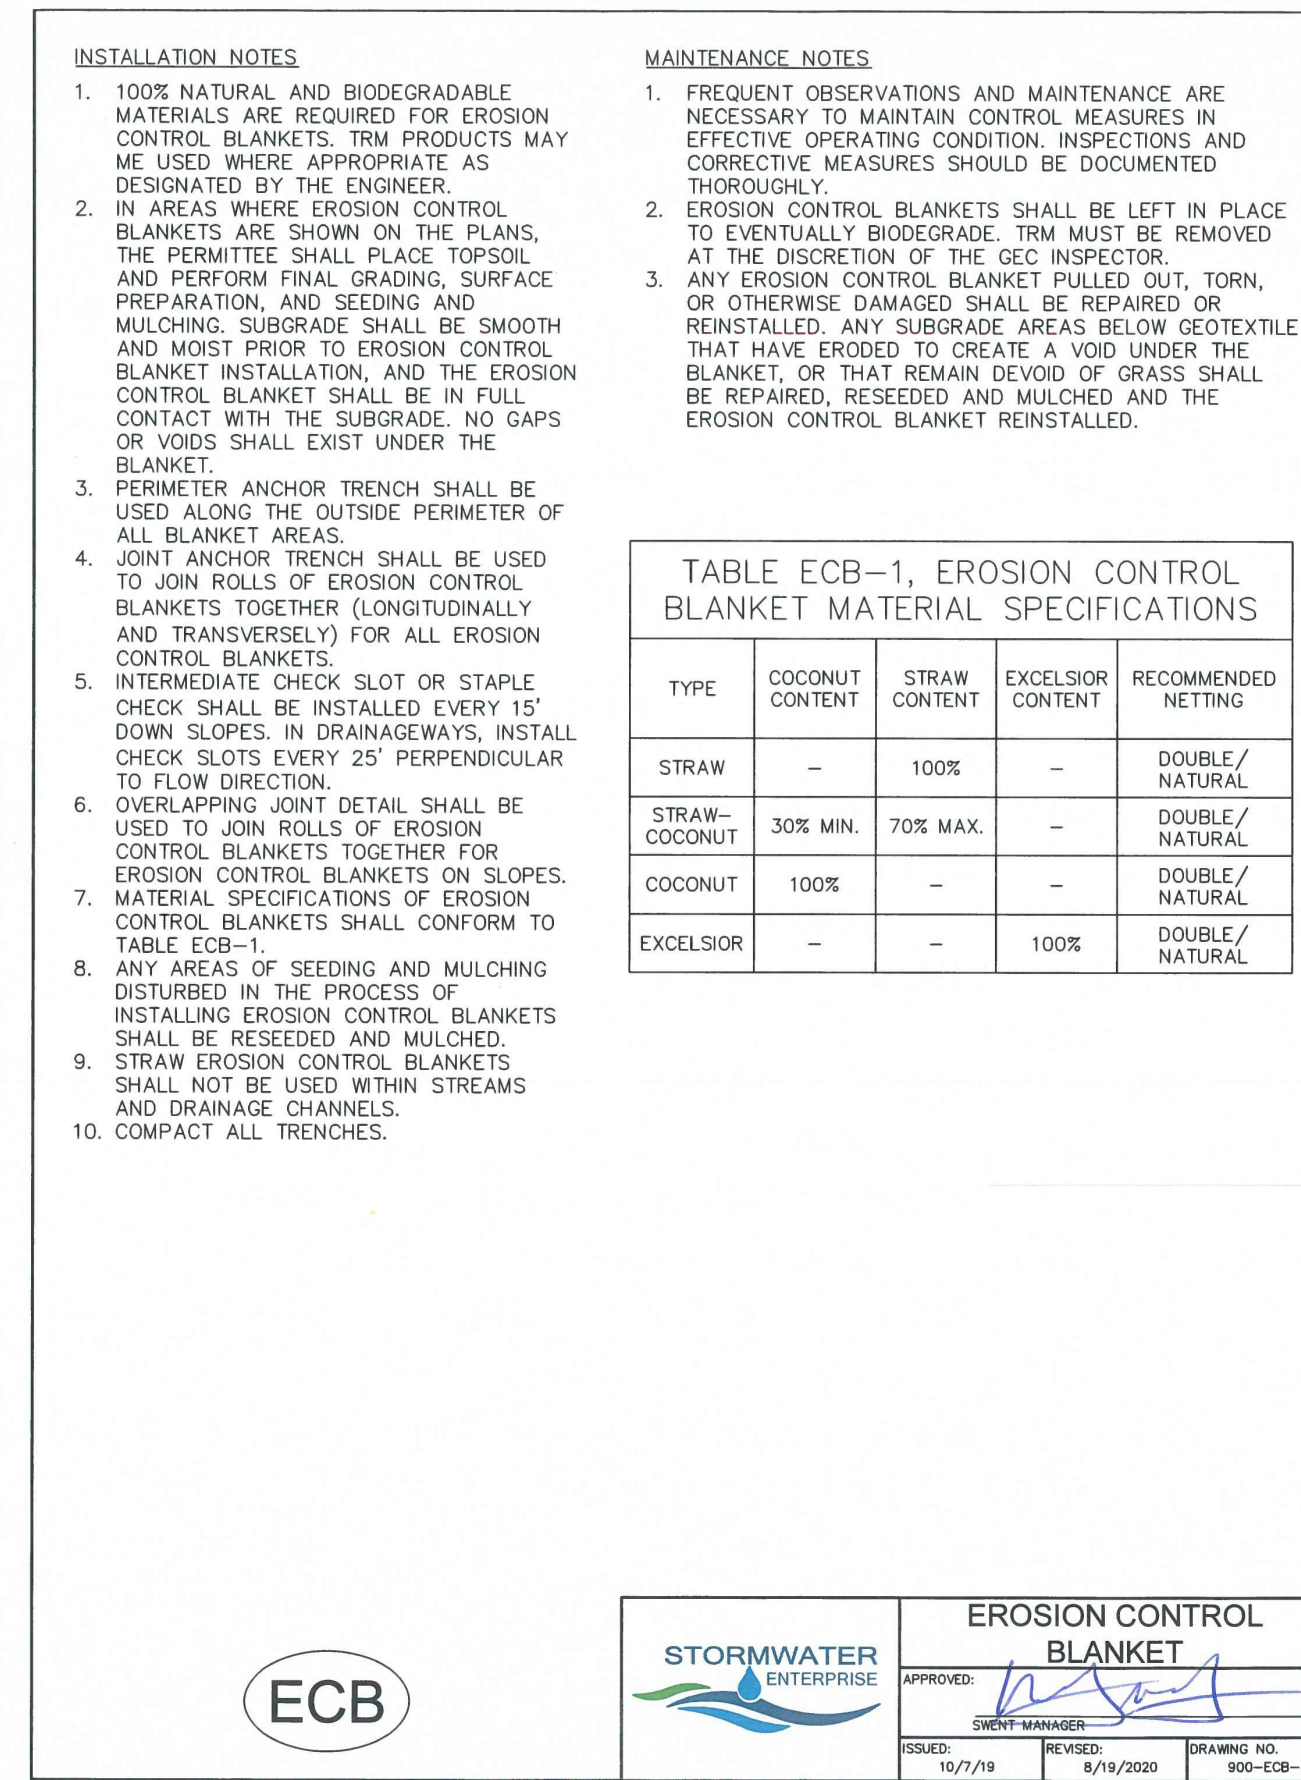 INSTALLATION NOTES
1. 100% NATURAL AND BIODEGRADABLE
MATERIALS ARE REQUIRED FOR EROSION
CONTROL BLANKETS. TRM PRODUCTS MAY
ME USED WHERE APPROPRIATE AS
DESIGNATED BY THE ENGINEER.
2. IN AREAS WHERE EROSION CONTROL
BLANKETS ARE SHOWN ON THE PLANS,
THE PERMITTEE SHALL PLACE TOPSOIL
AND PERFORM FINAL GRADING, SURFACE
PREPARATION, AND SEEDING AND
MULCHING. SUBGRADE SHALL BE SMOOTH
AND MOIST PRIOR TO EROSION CONTROL
BLANKET INSTALLATION, AND THE EROSION
CONTROL BLANKET SHALL BE IN FULL
CONTACT WITH THE SUBGRADE. NO GAPS
OR VOIDS SHALL EXIST UNDER THE
BLANKET.
3. PERIMETER ANCHOR TRENCH SHALL BE
USED ALONG THE OUTSIDE PERIMETER OF
ALL BLANKET AREAS.
4. JOINT ANCHOR TRENCH SHALL BE USED
TO JOIN ROLLS OF EROSION CONTROL
BLANKETS TOGETHER (LONGITUDINALLY
AND TRANSVERSELY) FOR ALL EROSION
CONTROL BLANKETS.
5. INTERMEDIATE CHECK SLOT OR STAPLE
CHECK SHALL BE INSTALLED EVERY 15'
DOWN SLOPES. IN DRAINAGEWAYS, INSTALL
CHECK SLOTS EVERY 25' PERPENDICULAR
TO FLOW DIRECTION.
6. OVERLAPPING JOINT DETAIL SHALL BE
USED TO JOIN ROLLS OF EROSION
CONTROL BLANKETS TOGETHER FOR
EROSION CONTROL BLANKETS ON SLOPES.
7. MATERIAL SPECIFICATIONS OF EROSION
CONTROL BLANKETS SHALL CONFORM TO
TABLE ECB–1.
8. ANY AREAS OF SEEDING AND MULCHING
DISTURBED IN THE PROCESS OF
INSTALLING EROSION CONTROL BLANKETS
SHALL BE RESEEDED AND MULCHED.
9. STRAW EROSION CONTROL BLANKETS
SHALL NOT BE USED WITHIN STREAMS
AND DRAINAGE CHANNELS.
10. COMPACT ALL TRENCHES.
MAINTENANCE NOTES
1. FREQUENT OBSERVATIONS AND MAINTENANCE ARE
NECESSARY TO MAINTAIN CONTROL MEASURES IN
EFFECTIVE OPERATING CONDITION. INSPECTIONS AND
CORRECTIVE MEASURES SHOULD BE DOCUMENTED
THOROUGHLY.
2. EROSION CONTROL BLANKETS SHALL BE LEFT IN PLACE
TO EVENTUALLY BIODEGRADE. TRM MUST BE REMOVED
AT THE DISCRETION OF THE GEC INSPECTOR.
3. ANY EROSION CONTROL BLANKET PULLED OUT, TORN,
OR OTHERWISE DAMAGED SHALL BE REPAIRED OR
REINSTALLED. ANY SUBGRADE AREAS BELOW GEOTEXTILE
THAT HAVE ERODED TO CREATE A VOID UNDER THE
BLANKET, OR THAT REMAIN DEVOID OF GRASS SHALL
BE REPAIRED, RESEEDED AND MULCHED AND THE
EROSION CONTROL BLANKET REINSTALLED.
TABLE ECB–1, EROSION CONTROL
BLANKET MATERIAL SPECIFICATIONS
TYPE COCONUT CONTENT STRAW CONTENT EXCELSIOR CONTENT RECOMMENDED NETTING
STRAW – 100% – DOUBLE/ NATURAL
STRAW– COCONUT 30% MIN. 70% MAX. – DOUBLE/ NATURAL
COCONUT 100% – – DOUBLE/ NATURAL
EXCELSIOR – – 100% DOUBLE/ NATURAL
ECB
STORMWATER
ENTERPRISE
EROSION CONTROL
BLANKET
APPROVED:
SWENT MANAGER
ISSUED: REVISED: DRAWING NO.
10/7/19 8/19/2020 900–ECB–